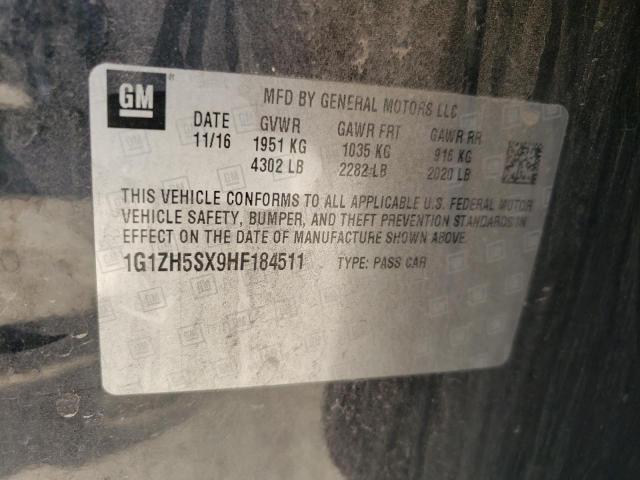 GM
MFD BY GENERAL MOTORS LLC
DATE GVWR GAWR FRT GAWR RR
11/16 1951 KG 1035 KG 916 KG
4302 LB 2282 LB 2020 LB
THIS VEHICLE CONFORMS TO ALL APPLICABLE U.S. FEDERAL MOTOR
VEHICLE SAFETY, BUMPER, AND THEFT PREVENTION STANDARDS IN
EFFECT ON THE DATE OF MANUFACTURE SHOWN ABOVE.
1G1ZH5SX9HF184511 TYPE: PASS CAR